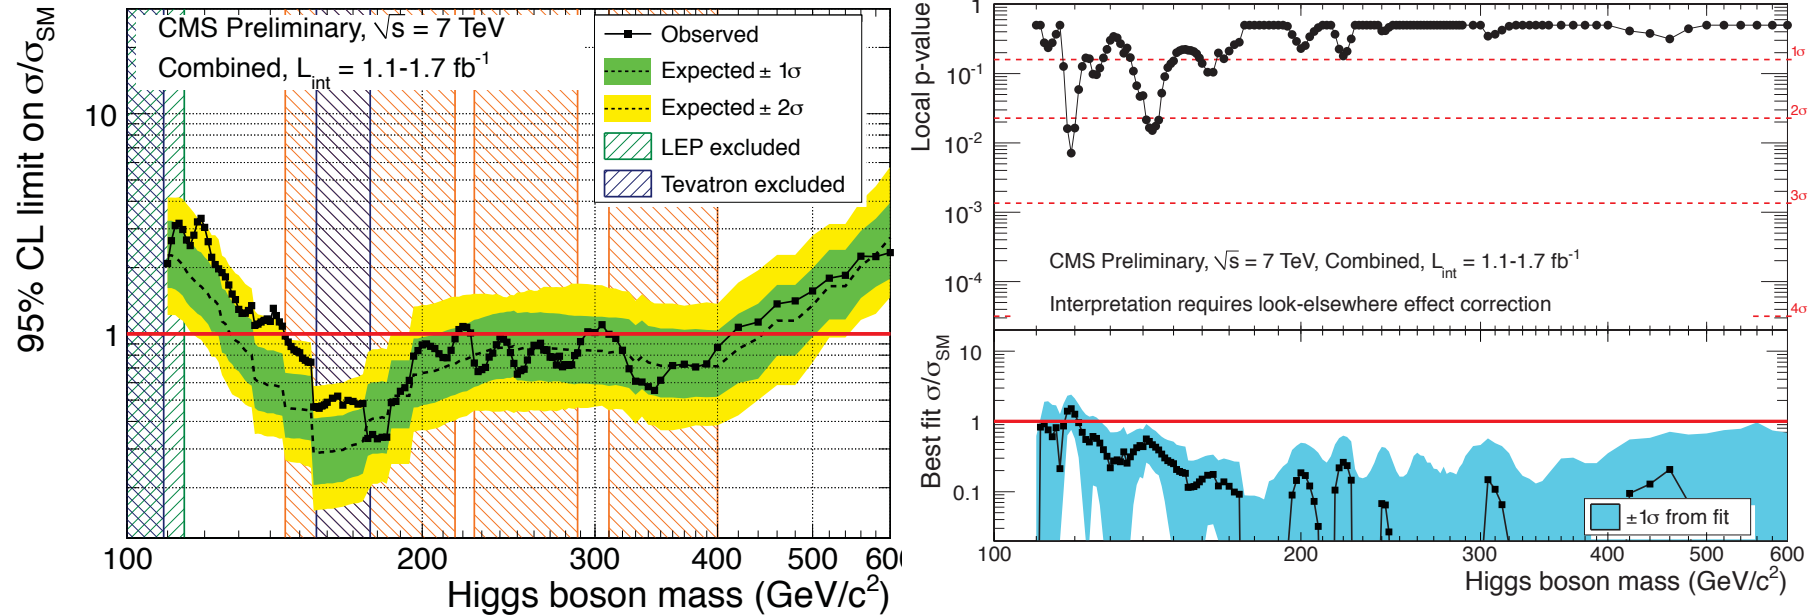 CMS Preliminary, √s = 7 TeV
Combined, L_int = 1.1-1.7 fb⁻¹
Observed
Expected ± 1σ
Expected ± 2σ
LEP excluded
Tevatron excluded
95% CL limit on σ/σ_SM
10
1
100
200
300
400
500
600
Higgs boson mass (GeV/c²)
Local p-value
1
10⁻¹
10⁻²
10⁻³
10⁻⁴
1σ
2σ
3σ
4σ
CMS Preliminary, √s = 7 TeV, Combined, L_int = 1.1-1.7 fb⁻¹
Interpretation requires look-elsewhere effect correction
Best fit σ/σ_SM
10
1
0.1
±1σ from fit
100
200
300
400
500
600
Higgs boson mass (GeV/c²)